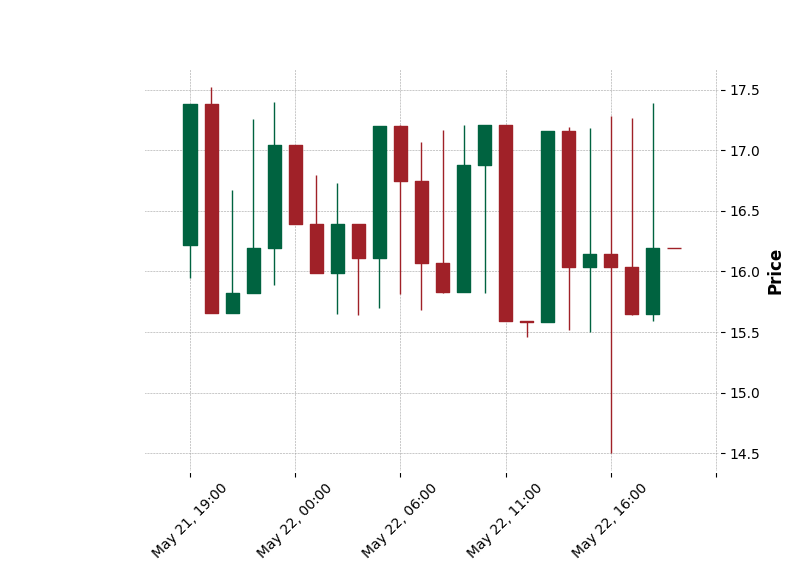 17.5
17.0
16.5
16.0
15.5
15.0
14.5
Price
May 21, 19:00
May 22, 00:00
May 22, 06:00
May 22, 11:00
May 22, 16:00